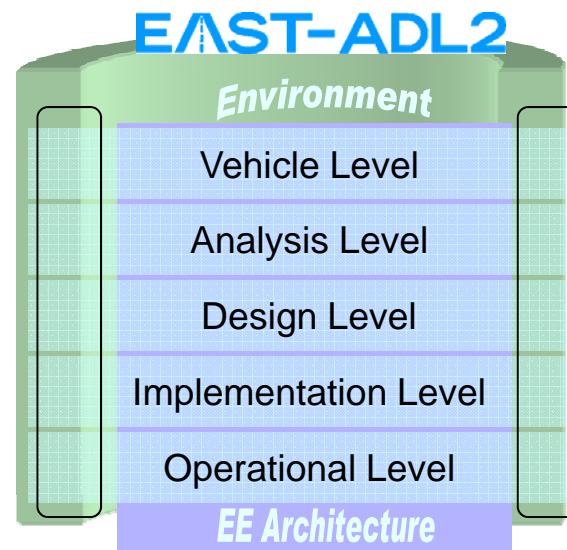 EAST-ADL2
Environment
Vehicle Level
Analysis Level
Design Level
Implementation Level
Operational Level
EE Architecture